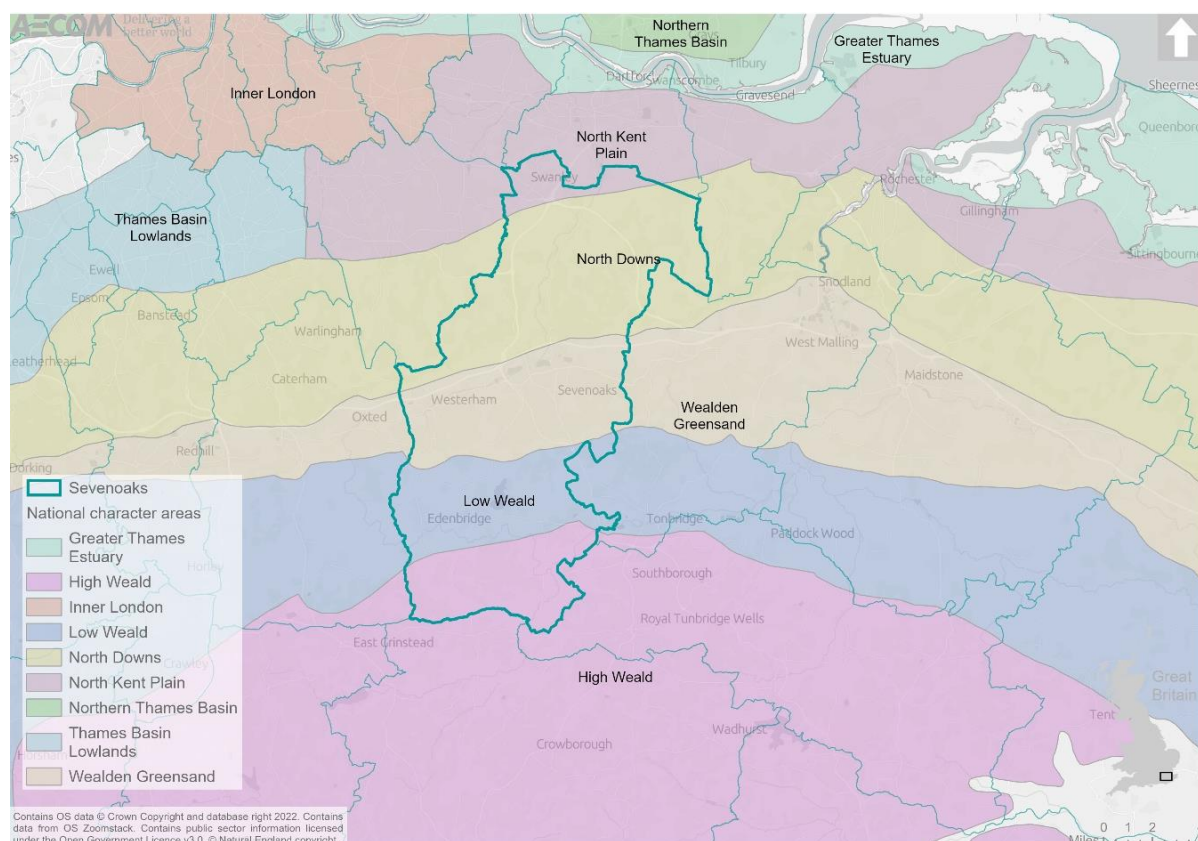 AECOM
Delivering a
better world
Northern
Thames Basin
Grays
Tilbury
Greater Thames
Estuary
Sheerness
Inner London
Dartford
Swanscombe
Gravesend
Queenboro
North Kent
Plain
Swanley
Rochester
Gillingham
Thames Basin
Lowlands
Sittingbourne
Ewell
Epsom
North Downs
Banstead
Snodland
Warlingham
Leatherhead
Caterham
West Malling
Sevenoaks
Maidstone
Westerham
Oxted
Wealden
Greensand
Redhill
Dorking
Low Weald
Edenbridge
Tonbridge
Paddock Wood
Horley
Southborough
Royal Tunbridge Wells
East Grinstead
Crawley
High Weald
Great
Britain
Tent
Wadhurst
Crowborough
Horsham
Sevenoaks
National character areas
Greater Thames
Estuary
High Weald
Inner London
Low Weald
North Downs
North Kent Plain
Northern Thames Basin
Thames Basin
Lowlands
Wealden Greensand
Contains OS data © Crown Copyright and database right 2022. Contains
data from OS Zoomstack. Contains public sector information licensed
under the Open Government Licence v3.0. © Natural England copyright.
0 1 2
Miles